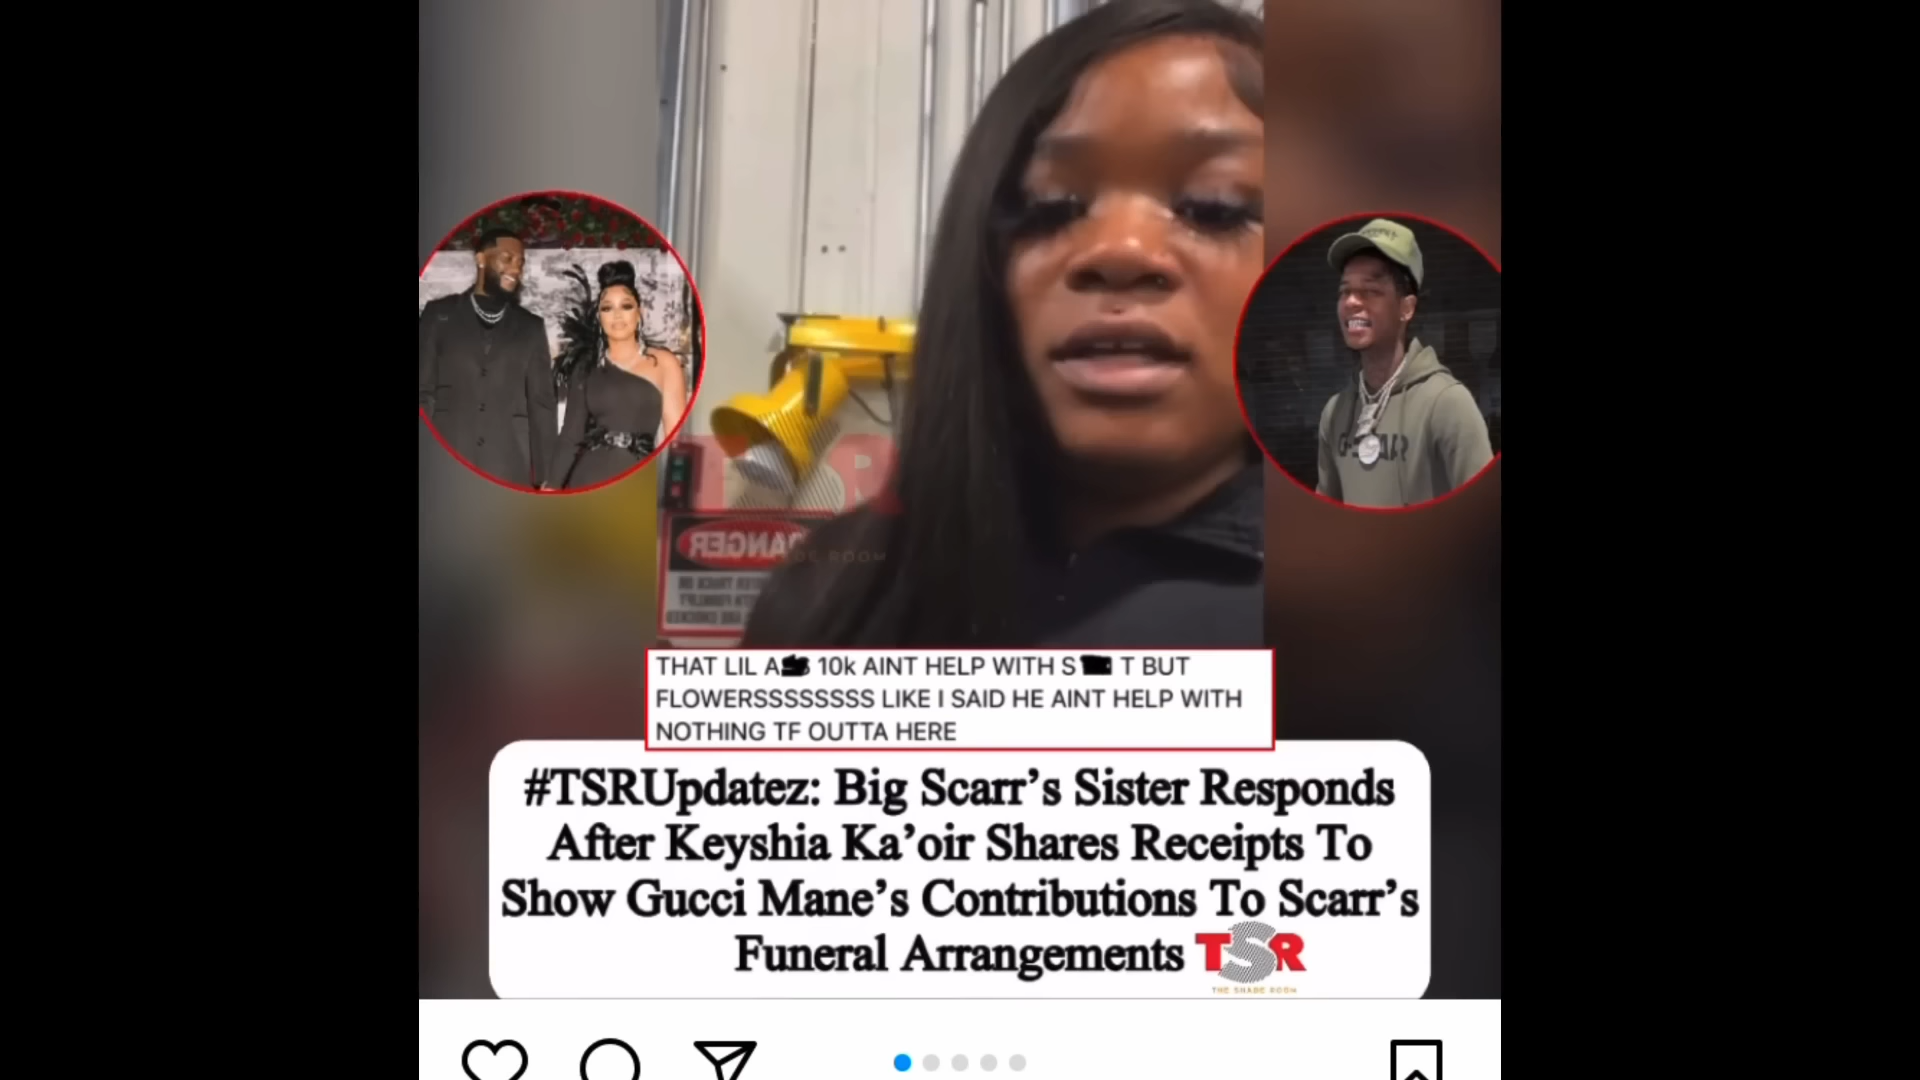 TSR
DANGER
THAT LIL A S 10k AINT HELP WITH S T BUT
FLOWERSSSSSSSS LIKE I SAID HE AINT HELP WITH
NOTHING TF OUTTA HERE
#TSRUpdatez: Big Scarr’s Sister Responds
After Keyshia Ka’oir Shares Receipts To
Show Gucci Mane’s Contributions To Scarr’s
Funeral Arrangements TSR
THE SHADE ROOM